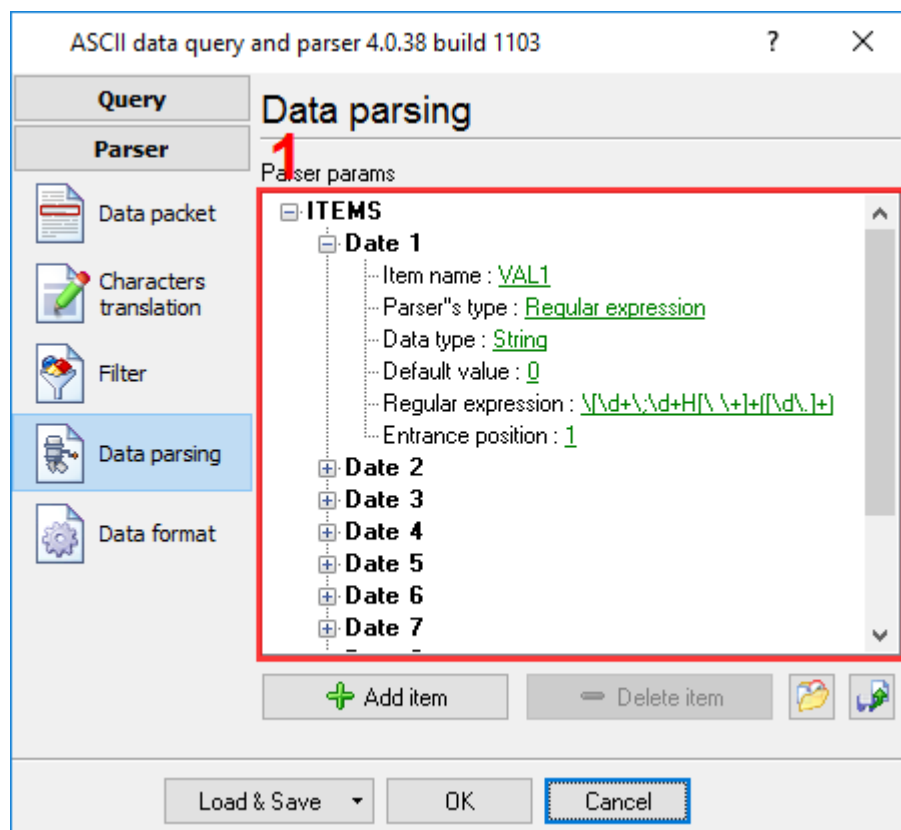 ASCII data query and parser 4.0.38 build 1103
?
Query
Parser
Data packet
Characters
translation
Filter
Data parsing
Data format
Data parsing
1
Parser params
ITEMS
Date 1
Item name : VAL1
Parser"s type : Regular expression
Data type : String
Default value : 0
Regular expression : \[\d+\;\d+H[\ \+]+([\d\.]+)
Entrance position : 1
Date 2
Date 3
Date 4
Date 5
Date 6
Date 7
Add item
Delete item
Load & Save
OK
Cancel